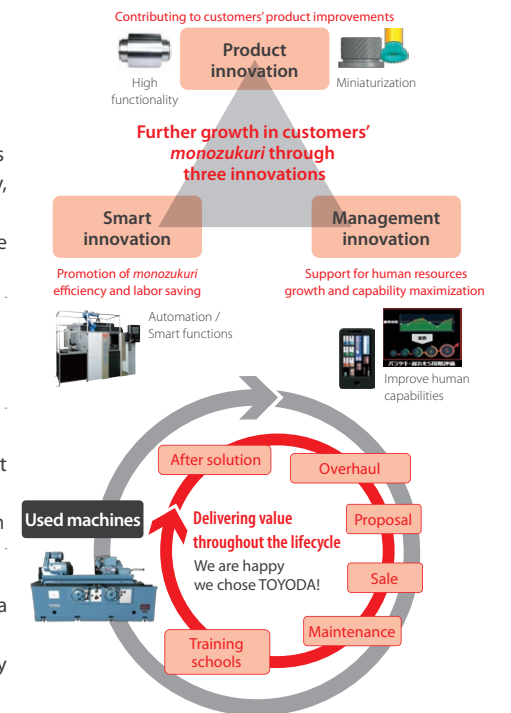 Contributing to customers' product improvements
Product
innovation
High
functionality
Miniaturization
Further growth in customers'
monozukuri through
three innovations
Smart
innovation
Management
innovation
Promotion of monozukuri
efficiency and labor saving
Support for human resources
growth and capability maximization
Automation /
Smart functions
Improve human
capabilities
After solution
Overhaul
Used machines
Delivering value
throughout the lifecycle
We are happy
we chose TOYODA!
Proposal
Sale
Maintenance
Training
schools